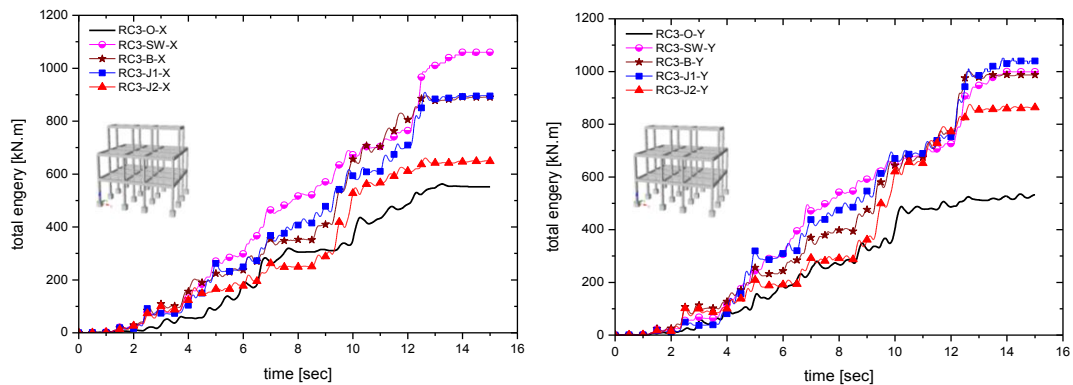 RC3-O-X
RC3-SW-X
RC3-B-X
RC3-J1-X
RC3-J2-X
total engery [kN.m]
1200
1000
800
600
400
200
0
0 2 4 6 8 10 12 14 16
time [sec]
RC3-O-Y
RC3-SW-Y
RC3-B-Y
RC3-J1-Y
RC3-J2-Y
total engery [kN.m]
1200
1000
800
600
400
200
0
0 2 4 6 8 10 12 14 16
time [sec]